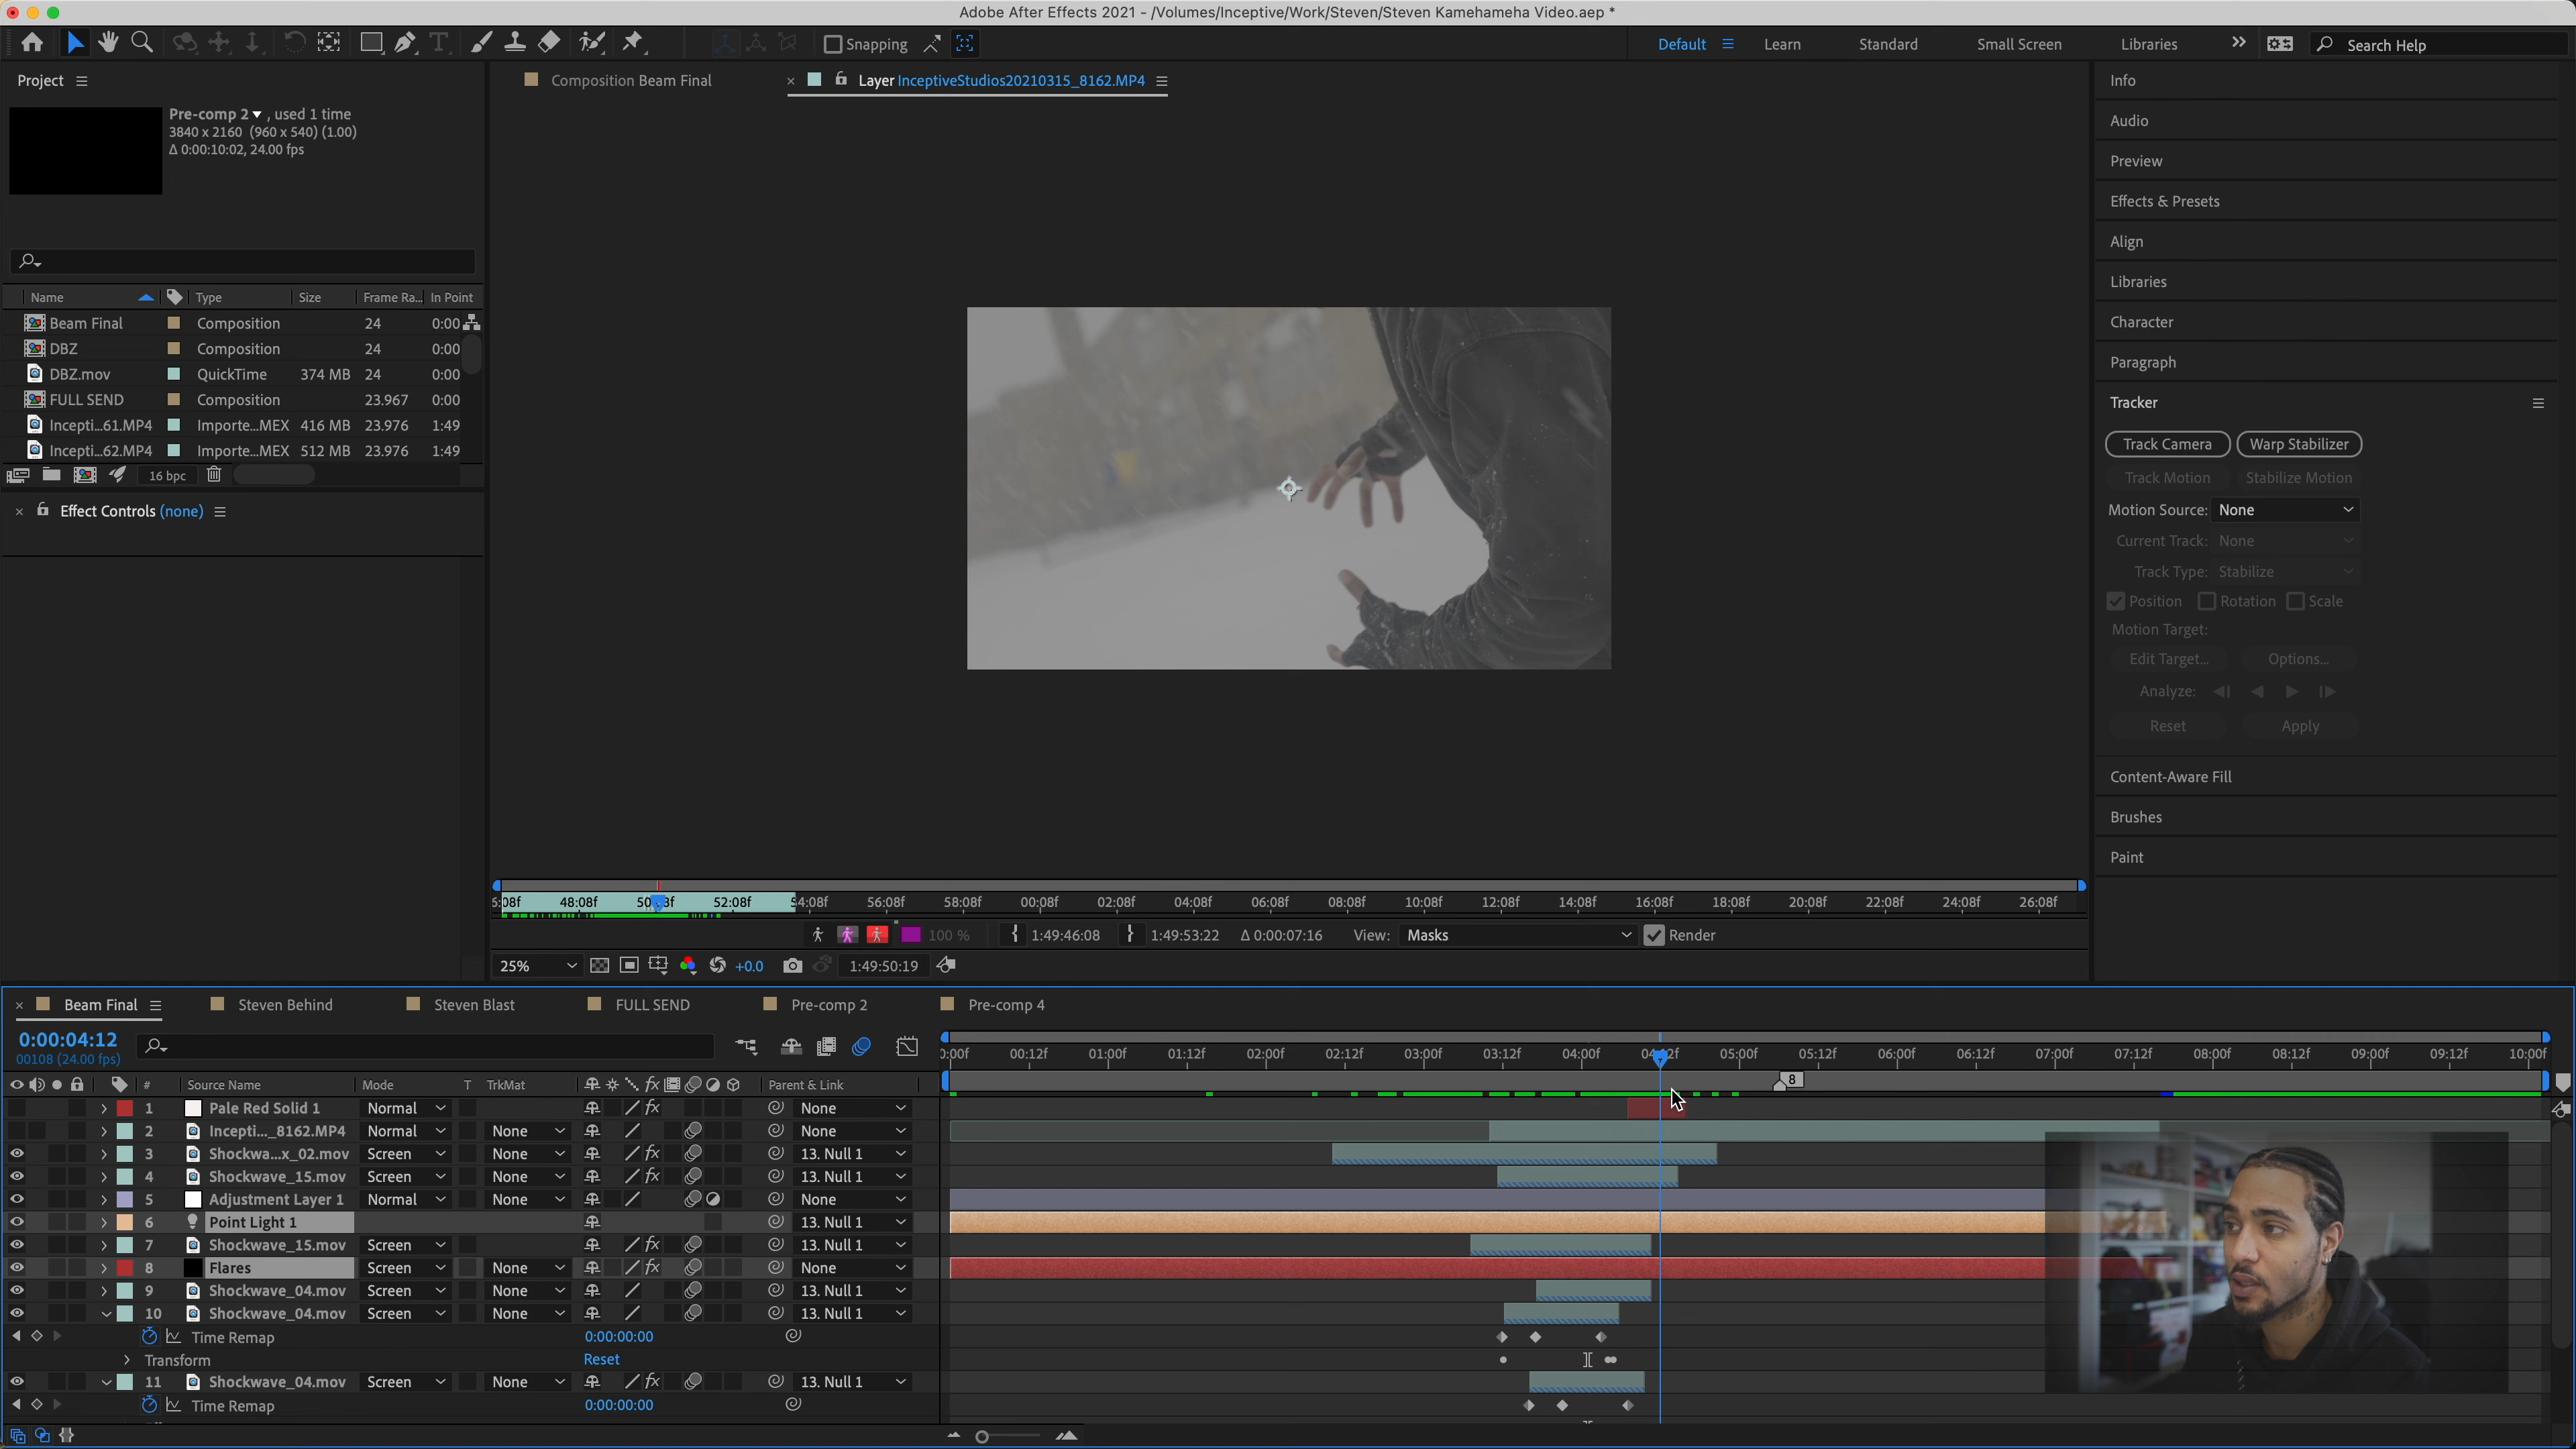 Adobe After Effects 2021 - /Volumes/Inceptive/Work/Steven/Steven Kamehameha Video.aep *
Snapping
Default
Learn
Standard
Small Screen
Libraries
Search Help
Project
Pre-comp 2 , used 1 time
3840 x 2160 (960 x 540) (1.00)
Δ 0:00:10:02, 24.00 fps
Name Type Size Frame Ra... In Point
Beam Final Composition 24 0:00
DBZ Composition 24 0:00
DBZ.mov QuickTime 374 MB 24 0:00
FULL SEND Composition 23.967 0:00
Incepti...61.MP4 Importe...MEX 416 MB 23.976 1:49
Incepti...62.MP4 Importe...MEX 512 MB 23.976 1:49
16 bpc
Effect Controls (none)
Composition Beam Final
Layer InceptiveStudios20210315_8162.MP4
48:08f 52:08f 56:08f 58:08f 00:08f 02:08f 04:08f 06:08f 08:08f 10:08f 12:08f 14:08f 16:08f 18:08f 20:08f 22:08f 24:08f 26:08f
100 %
1:49:46:08
1:49:53:22
Δ 0:00:07:16
View: Masks
Render
25%
+0.0
1:49:50:19
Info
Audio
Preview
Effects & Presets
Align
Libraries
Character
Paragraph
Tracker
Track Camera Warp Stabilizer
Track Motion Stabilize Motion
Motion Source: None
Current Track: None
Track Type: Stabilize
Position Rotation Scale
Motion Target:
Edit Target... Options...
Analyze:
Reset Apply
Content-Aware Fill
Brushes
Paint
Beam Final
Steven Behind
Steven Blast
FULL SEND
Pre-comp 2
Pre-comp 4
0:00:04:12
00108 (24.00 fps)
00:12f 01:00f 01:12f 02:00f 02:12f 03:00f 03:12f 04:00f 05:00f 05:12f 06:00f 06:12f 07:00f 07:12f 08:00f 08:12f 09:00f 09:12f 10:00f
8
# Source Name Mode T TrkMat fx Parent & Link
1 Pale Red Solid 1 Normal fx None
2 Incepti..._8162.MP4 Normal None None
3 Shockwa...x_02.mov Screen None fx 13. Null 1
4 Shockwave_15.mov Screen None fx 13. Null 1
5 Adjustment Layer 1 Normal None None
6 Point Light 1 13. Null 1
7 Shockwave_15.mov Screen fx 13. Null 1
8 Flares Screen None fx None
9 Shockwave_04.mov Screen None 13. Null 1
10 Shockwave_04.mov Screen None 13. Null 1
Time Remap 0:00:00:00
Transform Reset
11 Shockwave_04.mov Screen None fx 13. Null 1
Time Remap 0:00:00:00